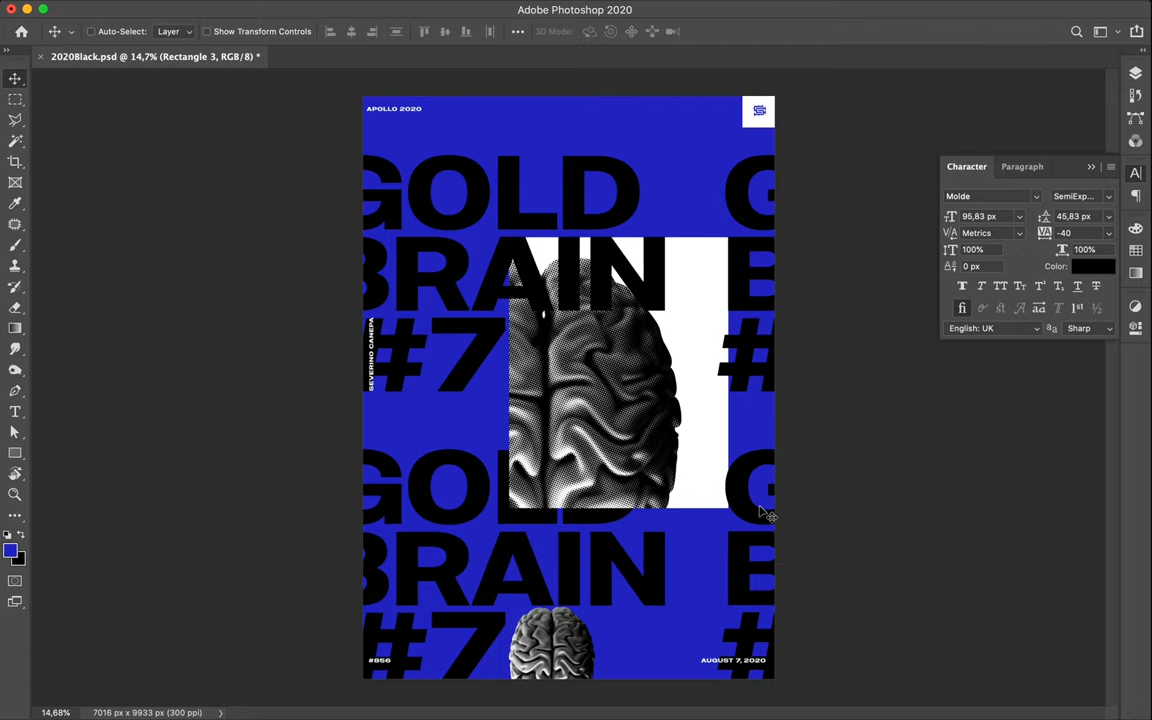 Adobe Photoshop 2020
Auto-Select:
Layer
Show Transform Controls
3D Mode:
2020Black.psd @ 14,7% (Rectangle 3, RGB/8) *
APOLLO 2020
GOLD G
BRAIN B
#7 #
SEVERINO CANEPA
GOLD G
BRAIN B
#7 #
#856
AUGUST 7, 2020
Character
Paragraph
Molde
SemiExp...
95,83 px
45,83 px
Metrics
-40
100%
100%
0 px
Color:
English: UK
Sharp
14,68%
7016 px x 9933 px (300 ppi)